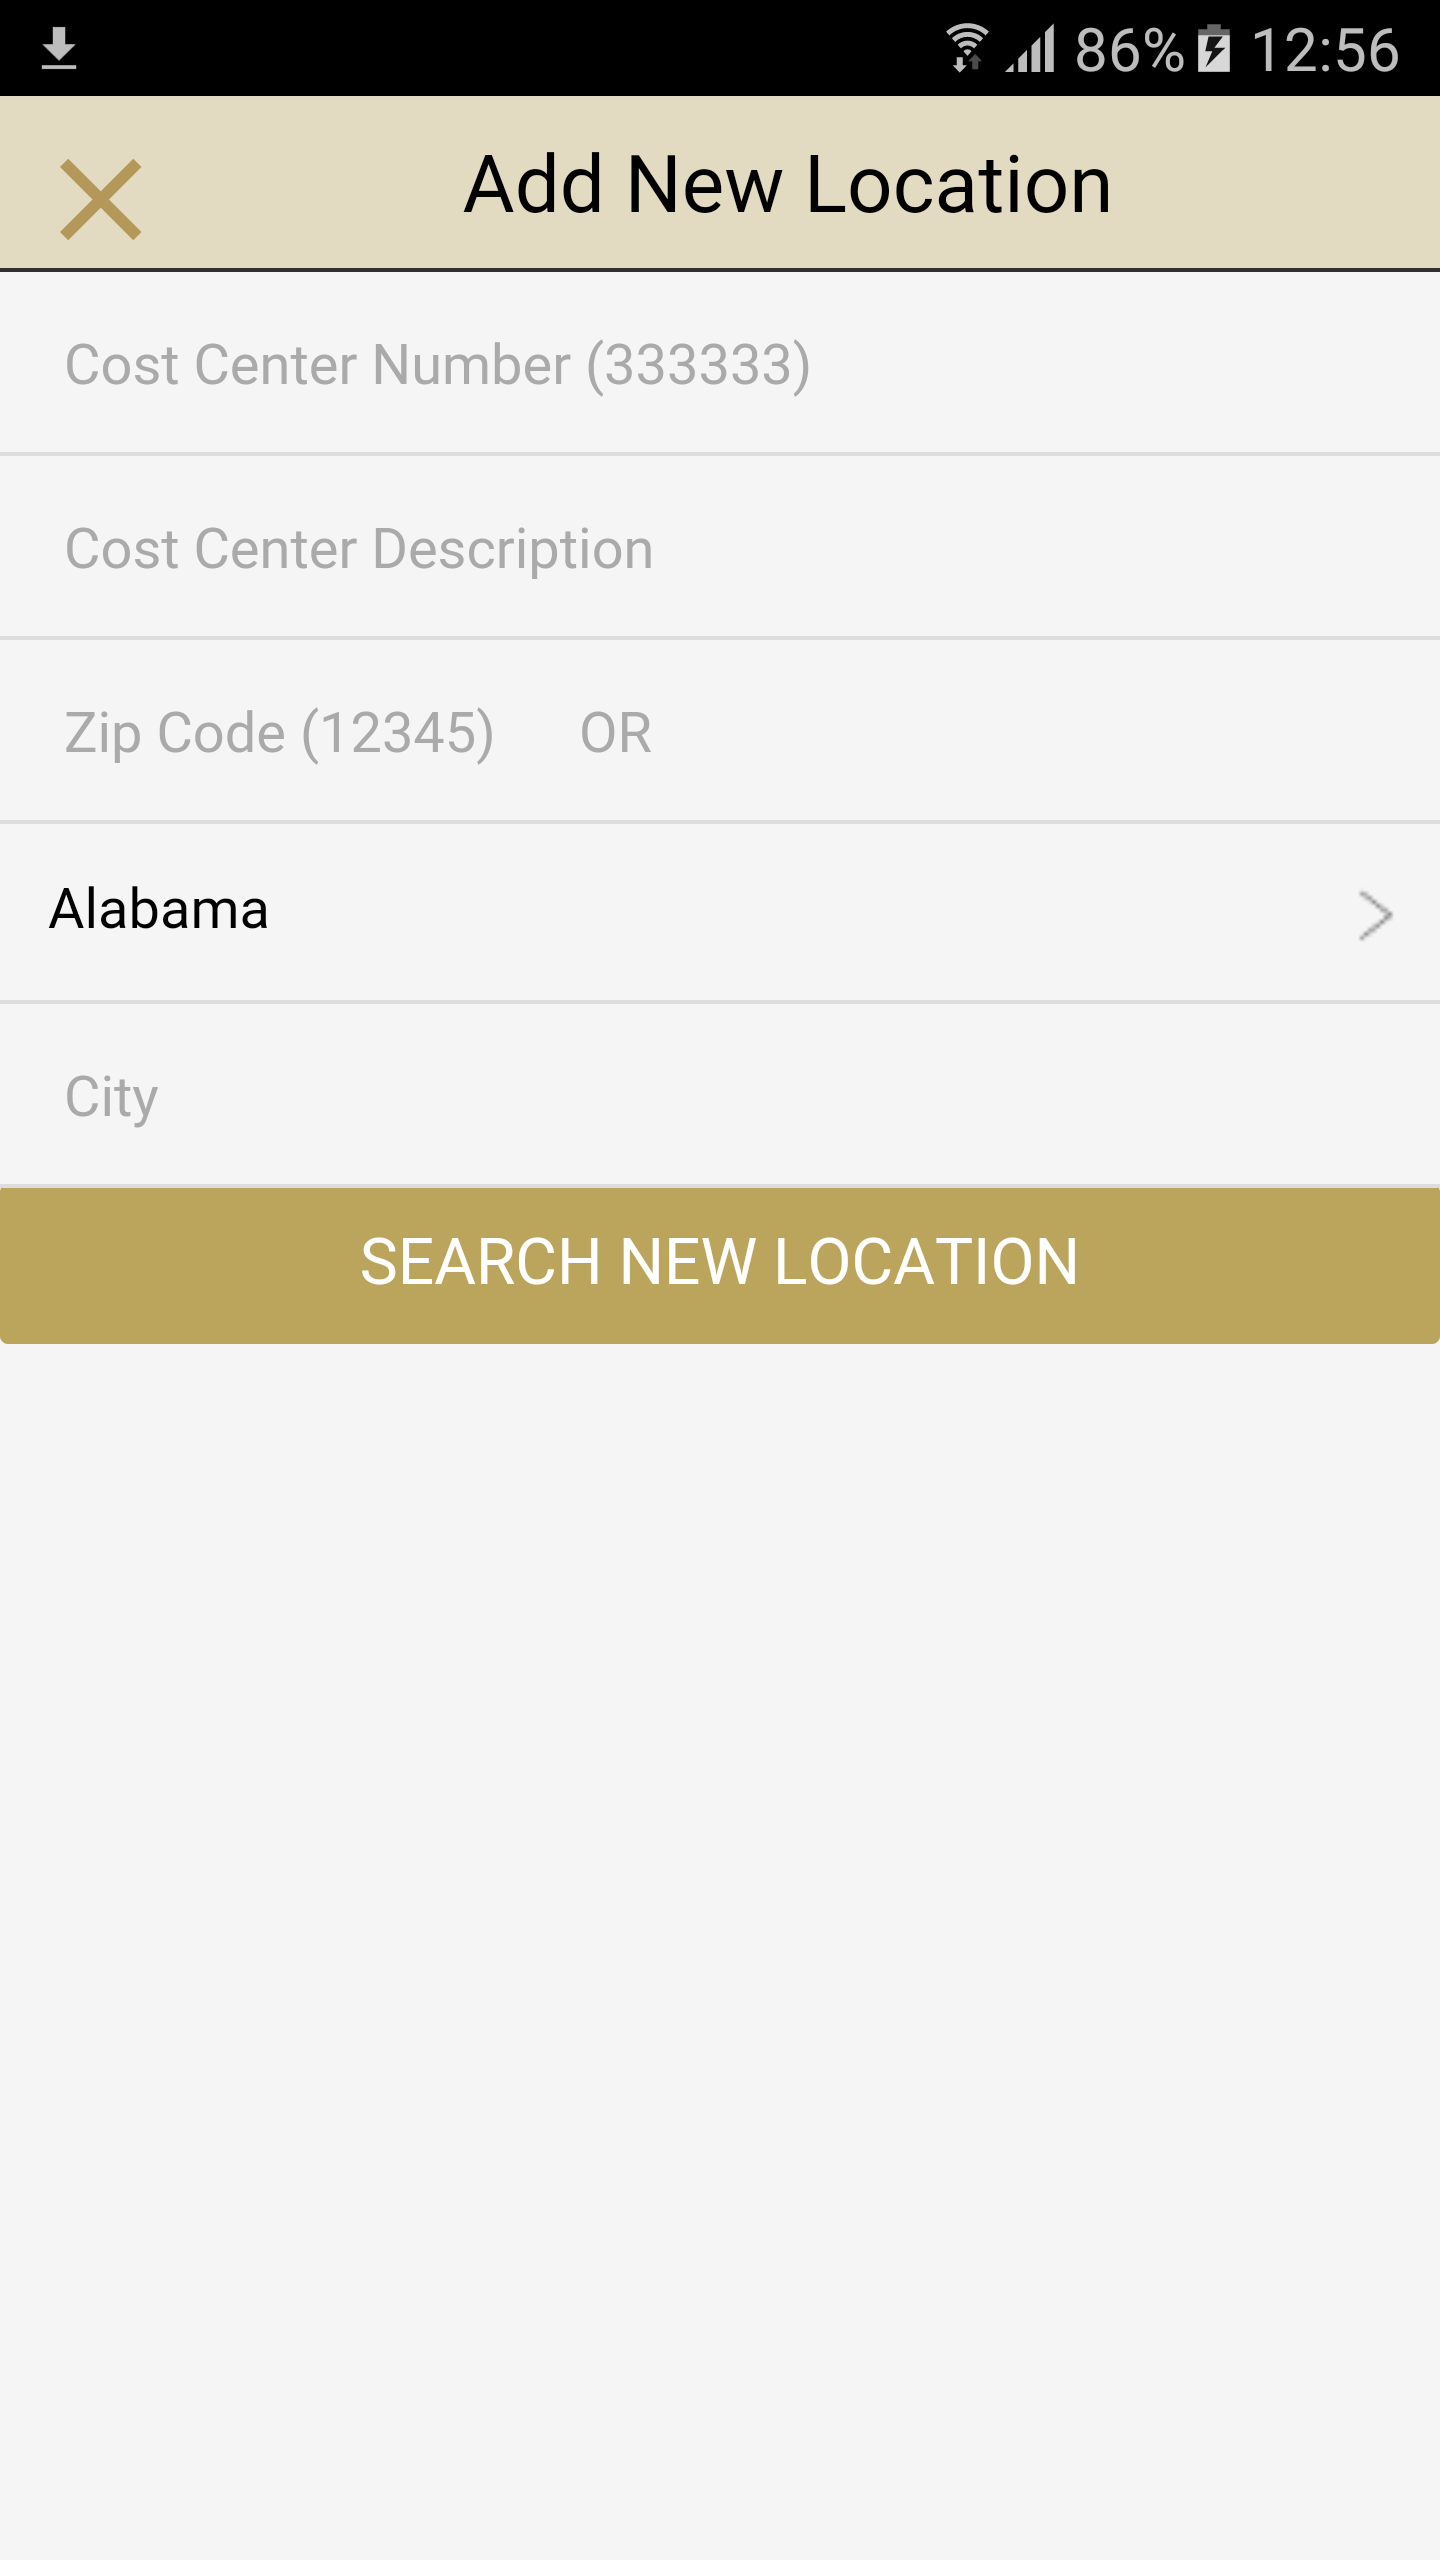 86% 12:56
Add New Location
Cost Center Number (333333)
Cost Center Description
Zip Code (12345) OR
Alabama
City
SEARCH NEW LOCATION